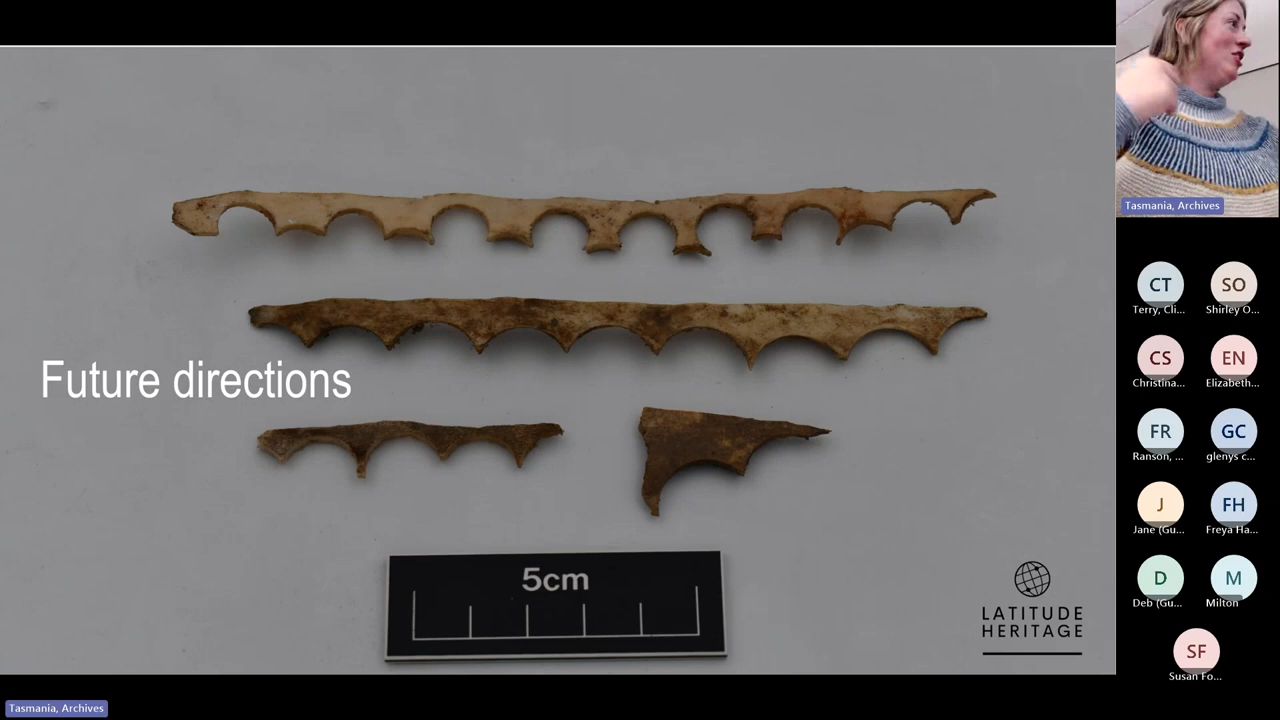 Future directions
5cm
LATITUDE
HERITAGE
Tasmania, Archives
CT
SO
Terry, Cli...
Shirley O...
CS
EN
Christina...
Elizabeth...
FR
GC
Ranson, ...
glenys c...
J
FH
Jane (Gu...
Freya Ha...
D
M
Deb (Gu...
Milton
SF
Susan Fo...
Tasmania, Archives